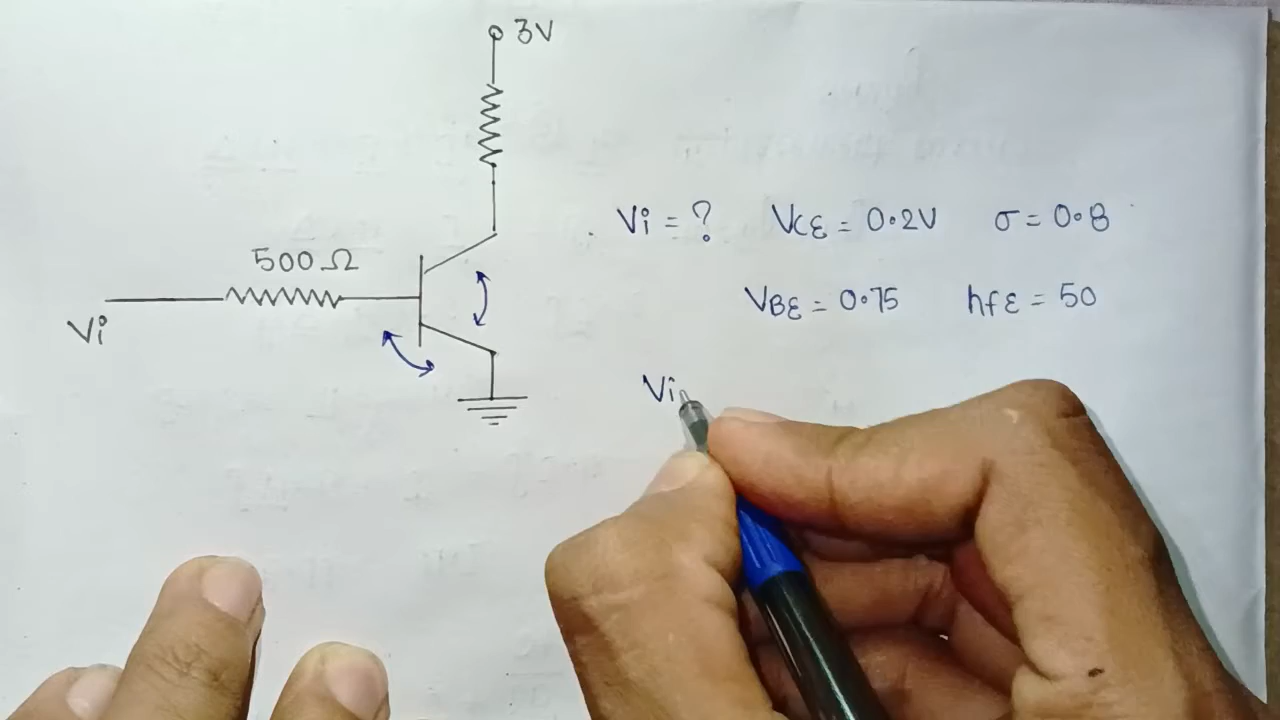 3V
Vi = ? VCE = 0.2V σ = 0.8
500Ω
VBE = 0.75 hfE = 50
Vi
Vi